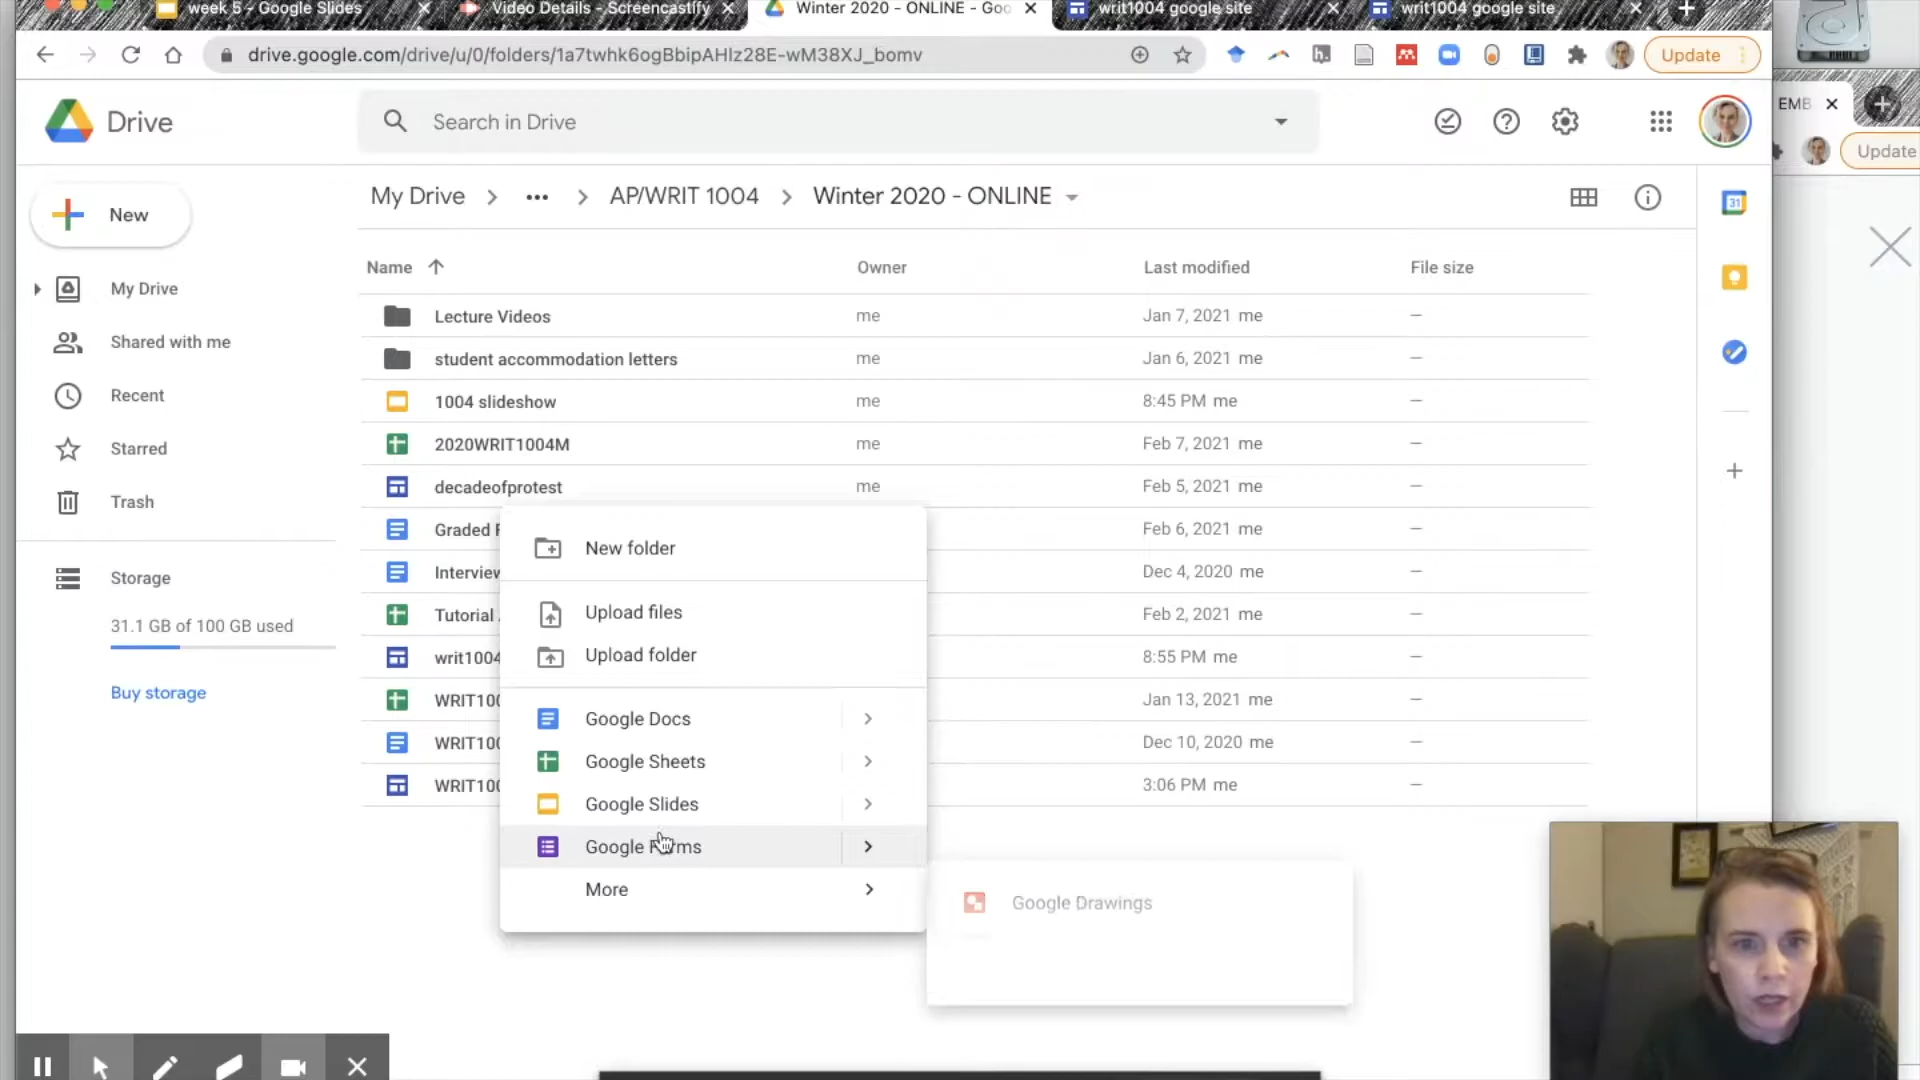 week 5 - Google Slides
Video Details - Screencastify
Winter 2020 - ONLINE - Goo
writ1004 google site
writ1004 google site
drive.google.com/drive/u/0/folders/1a7twhk6ogBbipAHIz28E-wM38XJ_bomv
Update
EMB
Update
Drive
Search in Drive
New
My Drive
Shared with me
Recent
Starred
Trash
Storage
31.1 GB of 100 GB used
Buy storage
My Drive > ... > AP/WRIT 1004 > Winter 2020 - ONLINE
Name Owner Last modified File size
Lecture Videos me Jan 7, 2021 me –
student accommodation letters me Jan 6, 2021 me –
1004 slideshow me 8:45 PM me –
2020WRIT1004M me Feb 7, 2021 me –
decadeofprotest me Feb 5, 2021 me –
Graded Feb 6, 2021 me –
Interview Dec 4, 2020 me –
Tutorial Feb 2, 2021 me –
writ1004 8:55 PM me –
WRIT100 Jan 13, 2021 me –
WRIT100 Dec 10, 2020 me –
WRIT100 3:06 PM me –
New folder
Upload files
Upload folder
Google Docs
Google Sheets
Google Slides
Google Forms
More
Google Drawings
31